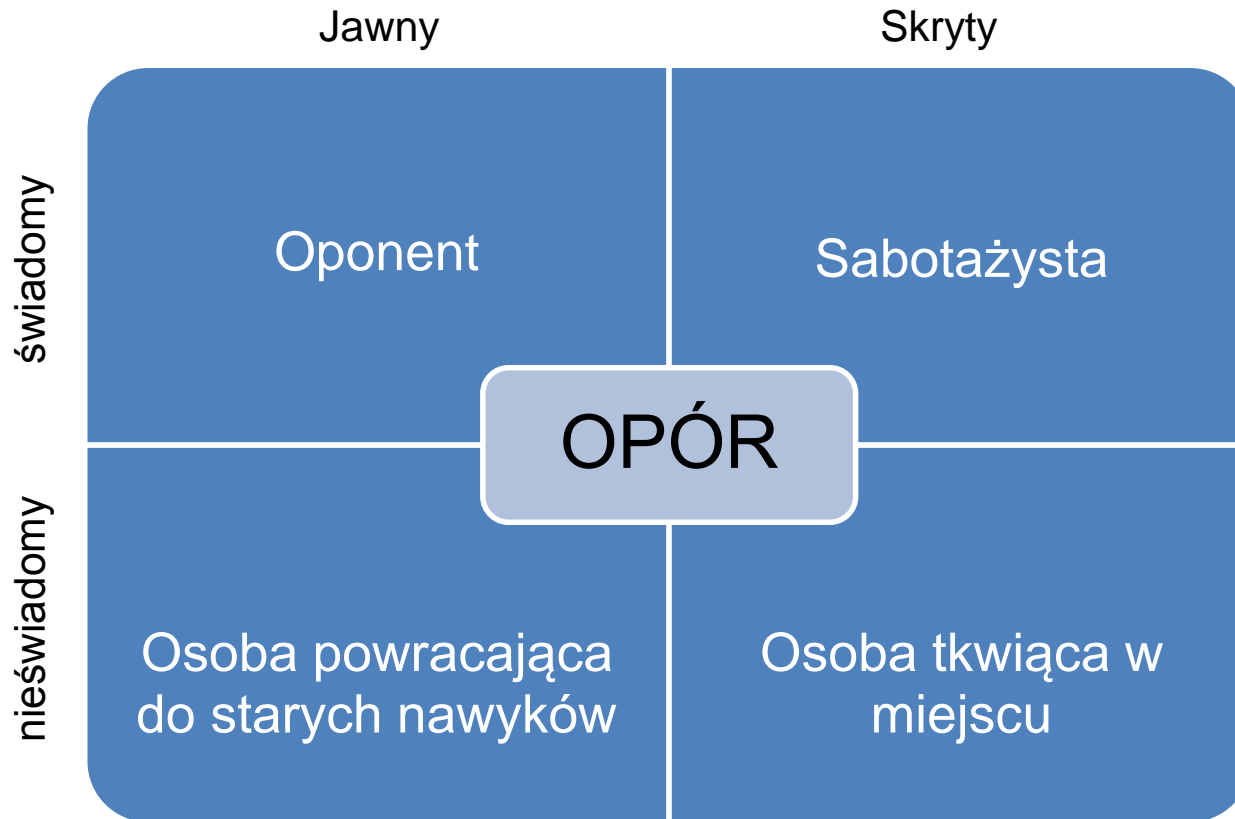 Jawny
Skryty
świadomy
Oponent
Sabotażysta
OPÓR
nieświadomy
Osoba powracająca
do starych nawyków
Osoba tkwiąca w
miejscu